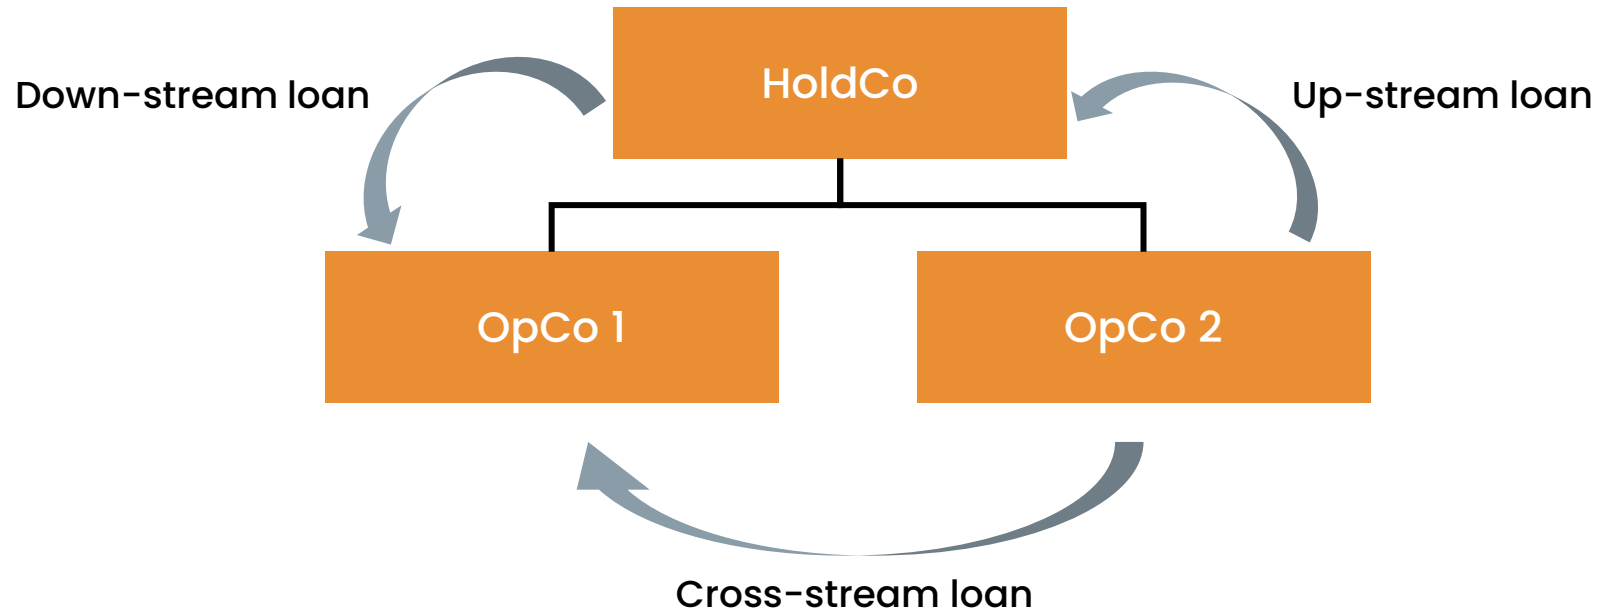 HoldCo
Down-stream loan
Up-stream loan
OpCo 1
OpCo 2
Cross-stream loan